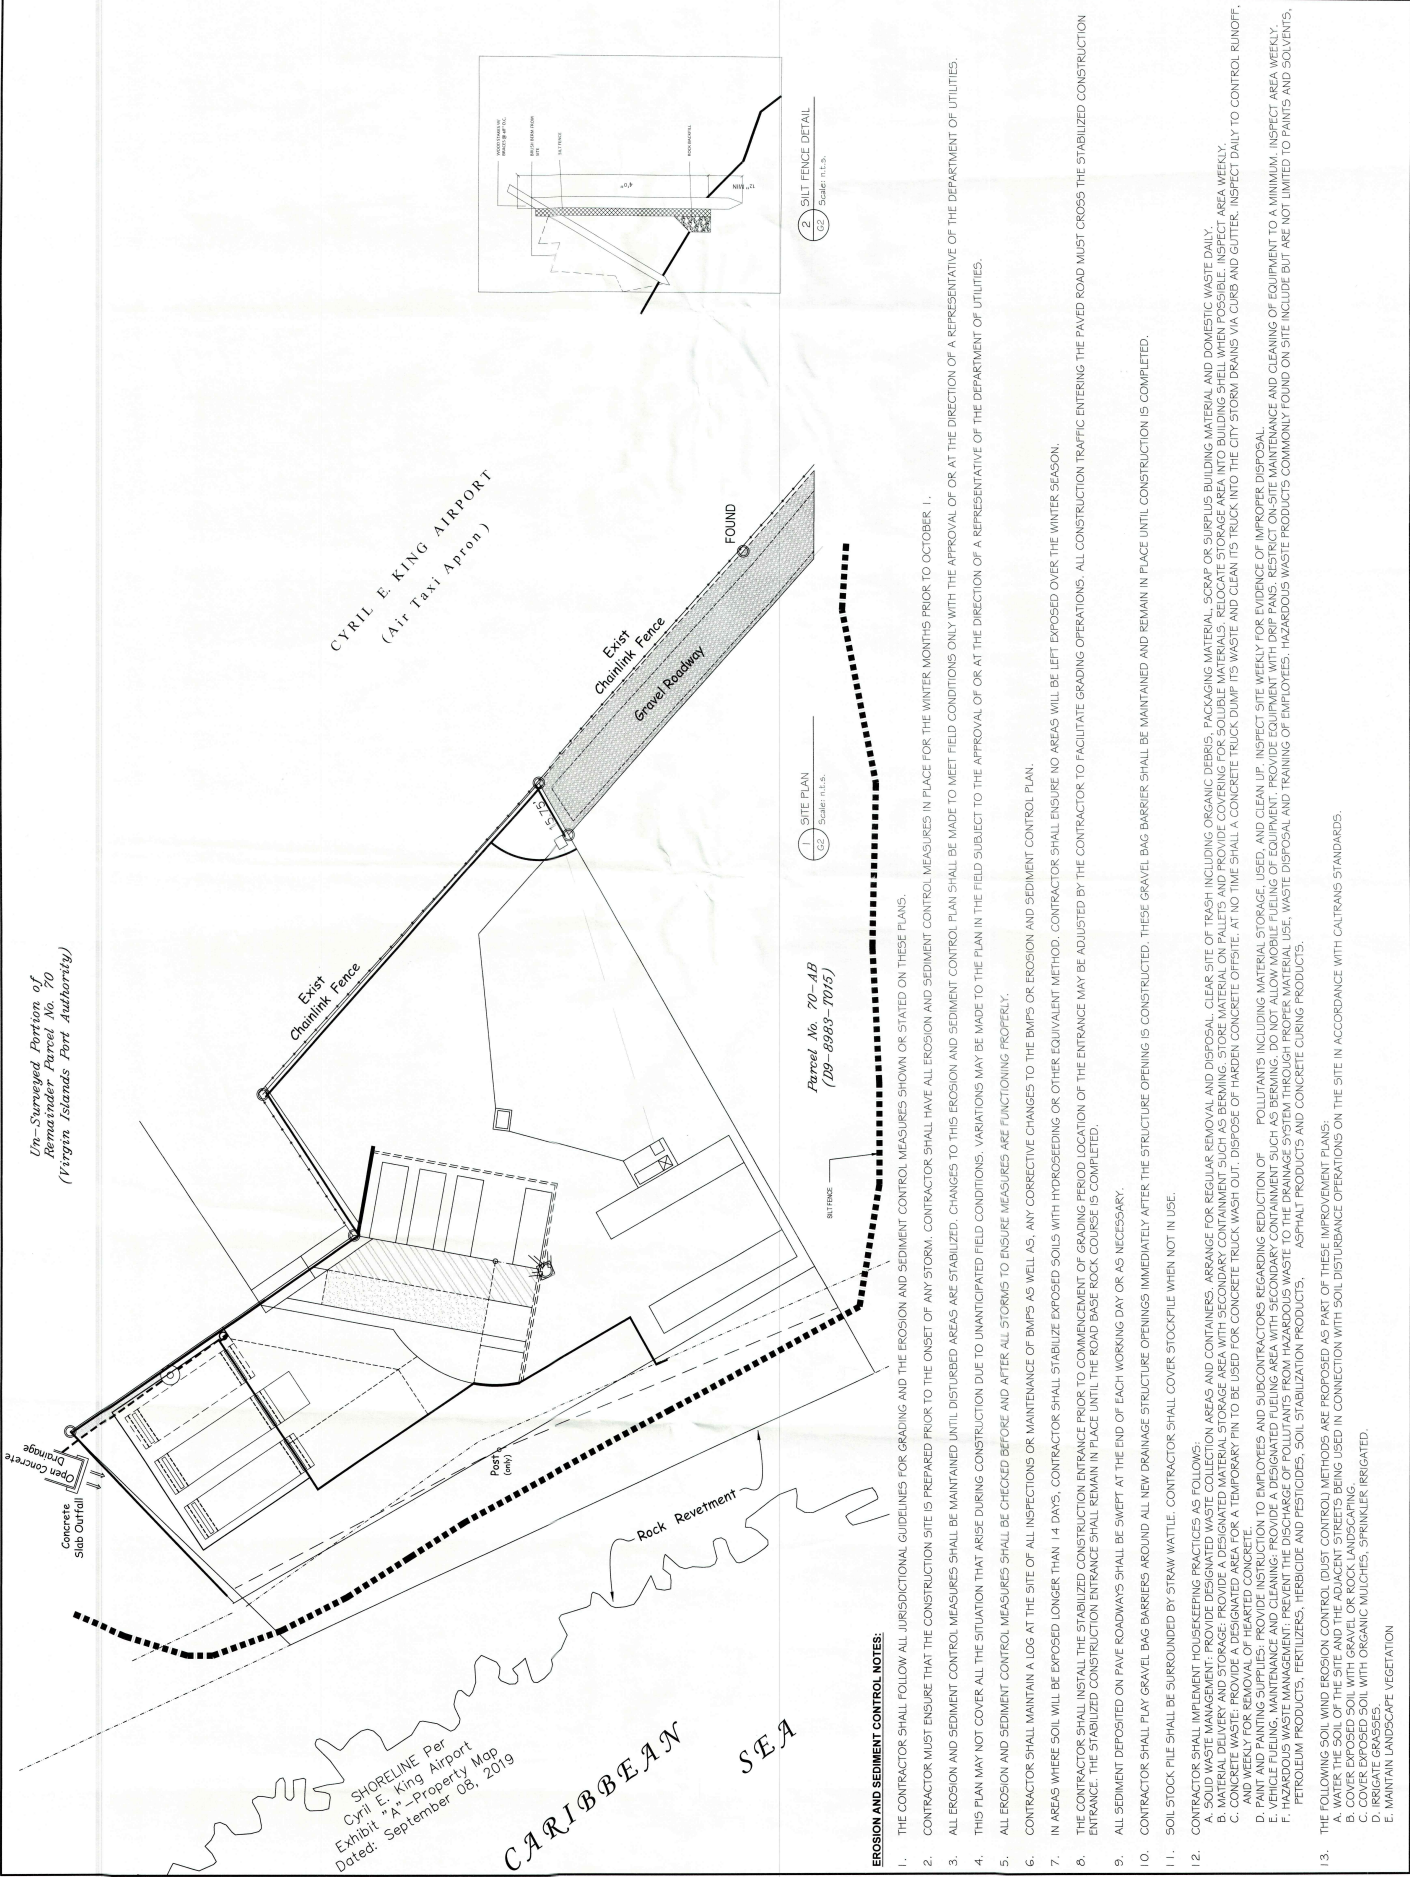 Un-Surveyed Portion of
Remainder Parcel No. 70
(Virgin Islands Port Authority)
CYRIL E. KING AIRPORT
(Air Taxi Apron)
Open Concrete
Drainage
Concrete
Slab Outfall
Exist
Chainlink Fence
Exist
Chainlink Fence
Gravel Roadway
FOUND
15.75'
Post
(only)
Rock Revetment
SHORELINE Per
Cyril E. King Airport
Exhibit "A"-Property Map
Dated: September 08, 2019
CARIBBEAN
SEA
Parcel No. 70-AB
(D9-8983-T015)
SILT FENCE
1
G2
SITE PLAN
Scale: n.t.s.
WOOD STAKES W/
BRACES @ 4FT O.C.
BRUSH BERM FROM
SITE
SILT FENCE
ROCK BACKFILL
4'0"
12" MIN
2
G2
SILT FENCE DETAIL
Scale: n.t.s.
EROSION AND SEDIMENT CONTROL NOTES:
1. THE CONTRACTOR SHALL FOLLOW ALL JURISDICTIONAL GUIDELINES FOR GRADING AND THE EROSION AND SEDIMENT CONTROL MEASURES SHOWN OR STATED ON THESE PLANS.
2. CONTRACTOR MUST ENSURE THAT THE CONSTRUCTION SITE IS PREPARED PRIOR TO THE ONSET OF ANY STORM. CONTRACTOR SHALL HAVE ALL EROSION AND SEDIMENT CONTROL MEASURES IN PLACE FOR THE WINTER MONTHS PRIOR TO OCTOBER 1.
3. ALL EROSION AND SEDIMENT CONTROL MEASURES SHALL BE MAINTAINED UNTIL DISTURBED AREAS ARE STABILIZED. CHANGES TO THIS EROSION AND SEDIMENT CONTROL PLAN SHALL BE MADE TO MEET FIELD CONDITIONS ONLY WITH THE APPROVAL OF OR AT THE DIRECTION OF A REPRESENTATIVE OF THE DEPARTMENT OF UTILITIES.
4. THIS PLAN MAY NOT COVER ALL THE SITUATION THAT ARISE DURING CONSTRUCTION DUE TO UNANTICIPATED FIELD CONDITIONS. VARIATIONS MAY BE MADE TO THE PLAN IN THE FIELD SUBJECT TO THE APPROVAL OF OR AT THE DIRECTION OF A REPRESENTATIVE OF THE DEPARTMENT OF UTILITIES.
5. ALL EROSION AND SEDIMENT CONTROL MEASURES SHALL BE CHECKED BEFORE AND AFTER ALL STORMS TO ENSURE MEASURES ARE FUNCTIONING PROPERLY.
6. CONTRACTOR SHALL MAINTAIN A LOG AT THE SITE OF ALL INSPECTIONS OR MAINTENANCE OF BMPS AS WELL AS, ANY CORRECTIVE CHANGES TO THE BMPS OR EROSION AND SEDIMENT CONTROL PLAN.
7. IN AREAS WHERE SOIL WILL BE EXPOSED LONGER THAN 14 DAYS, CONTRACTOR SHALL STABILIZE EXPOSED SOILS WITH HYDROSEEDING OR OTHER EQUIVALENT METHOD. CONTRACTOR SHALL ENSURE NO AREAS WILL BE LEFT EXPOSED OVER THE WINTER SEASON.
8. THE CONTRACTOR SHALL INSTALL THE STABILIZED CONSTRUCTION ENTRANCE PRIOR TO COMMENCEMENT OF GRADING PERIOD LOCATION OF THE ENTRANCE MAY BE ADJUSTED BY THE CONTRACTOR TO FACILITATE GRADING OPERATIONS. ALL CONSTRUCTION TRAFFIC ENTERING THE PAVED ROAD MUST CROSS THE STABILIZED CONSTRUCTION
ENTRANCE. THE STABILIZED CONSTRUCTION ENTRANCE SHALL REMAIN IN PLACE UNTIL THE ROAD BASE ROCK COURSE IS COMPLETED.
9. ALL SEDIMENT DEPOSITED ON PAVE ROADWAYS SHALL BE SWEPT AT THE END OF EACH WORKING DAY OR AS NECESSARY.
10. CONTRACTOR SHALL PLAY GRAVEL BAG BARRIERS AROUND ALL NEW DRAINAGE STRUCTURE OPENINGS IMMEDIATELY AFTER THE STRUCTURE OPENING IS CONSTRUCTED. THESE GRAVEL BAG BARRIER SHALL BE MAINTAINED AND REMAIN IN PLACE UNTIL CONSTRUCTION IS COMPLETED.
11. SOIL STOCK PILE SHALL BE SURROUNDED BY STRAW WATTLE. CONTRACTOR SHALL COVER STOCKPILE WHEN NOT IN USE.
12. CONTRACTOR SHALL IMPLEMENT HOUSEKEEPING PRACTICES AS FOLLOWS:
A. SOLID WASTE MANAGEMENT: PROVIDE DESIGNATED WASTE COLLECTION AREAS AND CONTAINERS. ARRANGE FOR REGULAR REMOVAL AND DISPOSAL. CLEAR SITE OF TRASH INCLUDING ORGANIC DEBRIS, PACKAGING MATERIAL, SCRAP OR SURPLUS BUILDING MATERIAL AND DOMESTIC WASTE DAILY.
B. MATERIAL DELIVERY AND STORAGE: PROVIDE A DESIGNATED MATERIAL STORAGE AREA WITH SECONDARY CONTAINMENT SUCH AS BERMING. STORE MATERIAL ON PALLETS AND PROVIDE COVERING FOR SOLUBLE MATERIALS. RELOCATE STORAGE AREA INTO BUILDING SHELL WHEN POSSIBLE. INSPECT AREA WEEKLY.
C. CONCRETE WASTE: PROVIDE A DESIGNATED AREA FOR A TEMPORARY PIN TO BE USED FOR CONCRETE TRUCK WASH OUT. DISPOSE OF HARDEN CONCRETE OFFSITE. AT NO TIME SHALL A CONCRETE TRUCK DUMP ITS WASTE AND CLEAN ITS TRUCK INTO THE CITY STORM DRAINS VIA CURB AND GUTTER. INSPECT DAILY TO CONTROL RUNOFF,
AND WEEKLY FOR REMOVAL OF HEARTED CONCRETE.
D. PAINT AND PAINTING SUPPLIES: PROVIDE INSTRUCTION TO EMPLOYEES AND SUBCONTRACTORS REGARDING REDUCTION OF POLLUTANTS INCLUDING MATERIAL STORAGE, USED, AND CLEAN UP. INSPECT SITE WEEKLY FOR EVIDENCE OF IMPROPER DISPOSAL.
E. VEHICLE FUELING, MAINTENANCE AND CLEANING: PROVIDE A DESIGNATED FUELING AREA WITH SECONDARY CONTAINMENT SUCH AS BERMING. DO NOT ALLOW MOBILE FUELING OF EQUIPMENT. PROVIDE EQUIPMENT WITH DRIP PANS. RESTRICT ON-SITE MAINTENANCE AND CLEANING OF EQUIPMENT TO A MINIMUM. INSPECT AREA WEEKLY.
F. HAZARDOUS WASTE MANAGEMENT: PREVENT THE DISCHARGE OF POLLUTANTS FROM HAZARDOUS WASTE TO THE DRAINAGE SYSTEM THROUGH PROPER MATERIAL USE, WASTE DISPOSAL AND TRAINING OF EMPLOYEES. HAZARDOUS WASTE PRODUCTS COMMONLY FOUND ON SITE INCLUDE BUT ARE NOT LIMITED TO PAINTS AND SOLVENTS,
PETROLEUM PRODUCTS, FERTILIZERS, HERBICIDE AND PESTICIDES, SOIL STABILIZATION PRODUCTS, ASPHALT PRODUCTS AND CONCRETE CURING PRODUCTS.
13. THE FOLLOWING SOIL WIND EROSION CONTROL (DUST CONTROL) METHODS ARE PROPOSED AS PART OF THESE IMPROVEMENT PLANS:
A. WATER THE SOIL OF THE SITE AND THE ADJACENT STREETS BEING USED IN CONNECTION WITH SOIL DISTURBANCE OPERATIONS ON THE SITE IN ACCORDANCE WITH CALTRANS STANDARDS.
B. COVER EXPOSED SOIL WITH GRAVEL OR ROCK LANDSCAPING.
C. COVER EXPOSED SOIL WITH ORGANIC MULCHES, SPRINKLER IRRIGATED.
D. IRRIGATE GRASSES.
E. MAINTAIN LANDSCAPE VEGETATION